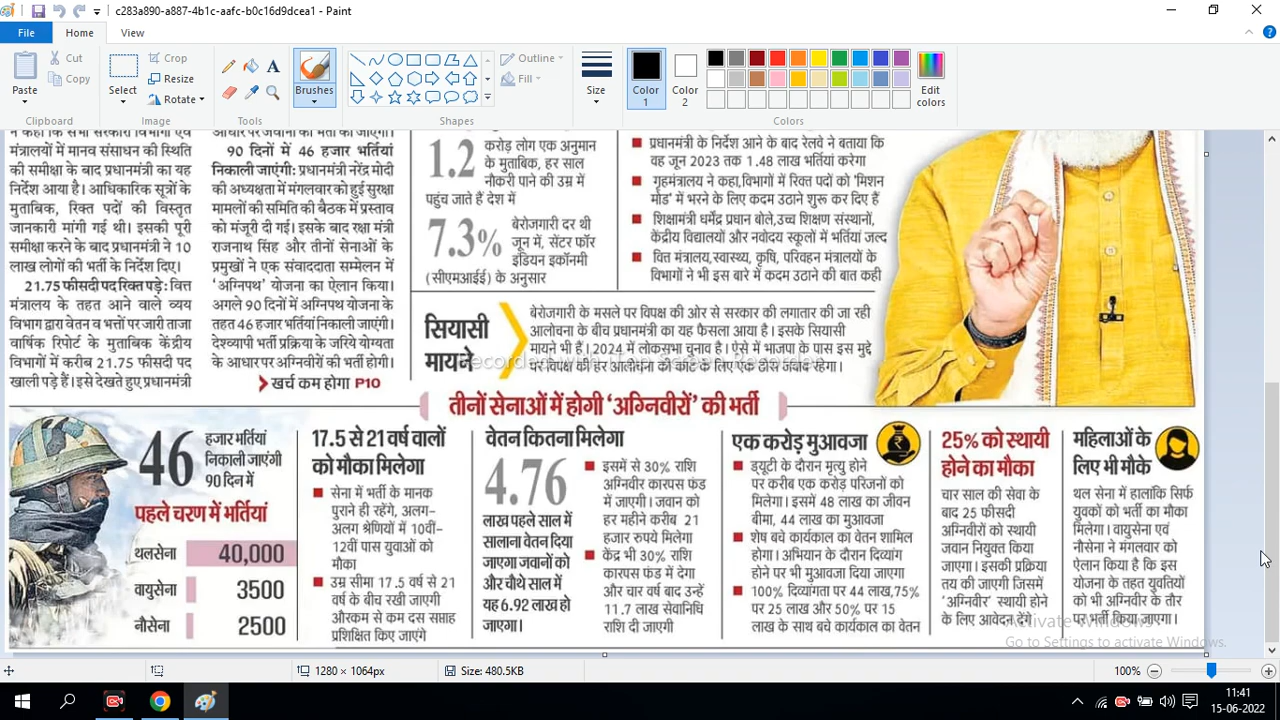 c283a890-a887-4b1c-aafc-b0c16d9dcea1 - Paint
File
Home
View
Paste
Cut
Copy
Clipboard
Select
Crop
Resize
Rotate
Image
Tools
Brushes
Shapes
Outline
Fill
Size
Color 1
Color 2
Edit colors
Colors
मंत्रालयों में मानव संसाधन की स्थिति
की समीक्षा के बाद प्रधानमंत्री का यह
निर्देश आया है। आधिकारिक सूत्रों के
मुताबिक, रिक्त पदों की विस्तृत
जानकारी मांगी गई थी। इसकी पूरी
समीक्षा करने के बाद प्रधानमंत्री ने 10
लाख लोगों की भर्ती के निर्देश दिए।
21.75 फीसदी पद रिक्त पड़े: वित्त
मंत्रालय के तहत आने वाले व्यय
विभाग द्वारा वेतन व भत्तों पर जारी ताजा
वार्षिक रिपोर्ट के मुताबिक केंद्रीय
विभागों में करीब 21.75 फीसदी पद
खाली पड़े हैं। इसे देखते हुए प्रधानमंत्री
आधार पर जवानों की भर्ती की जाएगी।
90 दिनों में 46 हजार भर्तियां
निकाली जाएंगी: प्रधानमंत्री नरेंद्र मोदी
की अध्यक्षता में मंगलवार को हुई सुरक्षा
मामलों की समिति की बैठक में प्रस्ताव
को मंजूरी दी गई। इसके बाद रक्षा मंत्री
राजनाथ सिंह और तीनों सेनाओं के
प्रमुखों ने एक संवाददाता सम्मेलन में
'अग्निपथ' योजना का ऐलान किया।
अगले 90 दिनों में अग्निपथ योजना के
तहत 46 हजार भर्तियां निकाली जाएंगी।
देशव्यापी भर्ती प्रक्रिया के जरिये योग्यता
के आधार पर अग्निवीरों की भर्ती होगी।
खर्च कम होगा P10
1.2
करोड़ लोग एक अनुमान
के मुताबिक, हर साल
नौकरी पाने की उम्र में
पहुंच जाते हैं देश में
7.3%
बेरोजगारी दर थी
जून में, सेंटर फॉर
इंडियन इकॉनमी
(सीएमआईई) के अनुसार
प्रधानमंत्री के निर्देश आने के बाद रेलवे ने बताया कि
वह जून 2023 तक 1.48 लाख भर्तियां करेगा
गृहमंत्रालय ने कहा,विभागों में रिक्त पदों को 'मिशन
मोड' में भरने के लिए कदम उठाने शुरू कर दिए हैं
शिक्षामंत्री धर्मेंद्र प्रधान बोले,उच्च शिक्षण संस्थानों,
केंद्रीय विद्यालयों और नवोदय स्कूलों में भर्तियां जल्द
वित्त मंत्रालय,स्वास्थ्य, कृषि, परिवहन मंत्रालयों के
विभागों ने भी इस बारे में कदम उठाने की बात कही
सियासी
मायने
बेरोजगारी के मसले पर विपक्ष की ओर से सरकार की लगातार की जा रही
आलोचना के बीच प्रधानमंत्री का यह फैसला आया है। इसके सियासी
मायने भी हैं। 2024 में लोकसभा चुनाव है। ऐसे में भाजपा के पास इस मुद्दे
पर विपक्ष की हर आलोचना की काट के लिए एक ठोस जवाब रहेगा।
Recorded with iTop Screen Recorder
तीनों सेनाओं में होगी 'अग्निवीरों' की भर्ती
46
हजार भर्तियां
निकाली जाएंगी
90 दिन में
पहले चरण में भर्तियां
थलसेना 40,000
वायुसेना 3500
नौसेना 2500
17.5 से 21 वर्ष वालों
को मौका मिलेगा
सेना में भर्ती के मानक
पुराने ही रहेंगे, अलग-
अलग श्रेणियों में 10वीं-
12वीं पास युवाओं को
मौका
उम्र सीमा 17.5 वर्ष से 21
वर्ष के बीच रखी जाएगी
औरकम से कम दस सप्ताह
प्रशिक्षित किए जाएंगे
वेतन कितना मिलेगा
4.76
लाख पहले साल में
सालाना वेतन दिया
जाएगा जवानों को
और चौथे साल में
यह 6.92 लाख हो
जाएगा।
इसमें से 30% राशि
अग्निवीर कारपस फंड
में जाएगी। जवान को
हर महीने करीब 21
हजार रुपये मिलेगा
केंद्र भी 30% राशि
कारपस फंड में देगा
और चार वर्ष बाद उन्हें
11.7 लाख सेवानिधि
राशि दी जाएगी
एक करोड़ मुआवजा
ड्यूटी के दौरान मृत्यु होने
पर करीब एक करोड़ परिजनों को
मिलेगा। इसमें 48 लाख का जीवन
बीमा, 44 लाख का मुआवजा
शेष बचे कार्यकाल का वेतन शामिल
होगा। अभियान के दौरान दिव्यांग
होने पर भी मुआवजा दिया जाएगा
100% दिव्यांगता पर 44 लाख,75%
पर 25 लाख और 50% पर 15
लाख के साथ बचे कार्यकाल का वेतन
25% को स्थायी
होने का मौका
चार साल की सेवा के
बाद 25 फीसदी
अग्निवीरों को स्थायी
जवान नियुक्त किया
जाएगा। इसकी प्रक्रिया
तय की जाएगी जिसमें
'अग्निवीर' स्थायी होने
के लिए आवेदन देंगे
महिलाओं के
लिए भी मौके
थल सेना में हालांकि सिर्फ
युवकों को भर्ती का मौका
मिलेगा। वायुसेना एवं
नौसेना ने मंगलवार को
ऐलान किया है कि इस
योजना के तहत युवतियों
को भी अग्निवीर के तौर
पर भर्ती किया जाएगा।
Activate Windows
Go to Settings to activate Windows.
1280 × 1064px
Size: 480.5KB
100%
11:41
15-06-2022